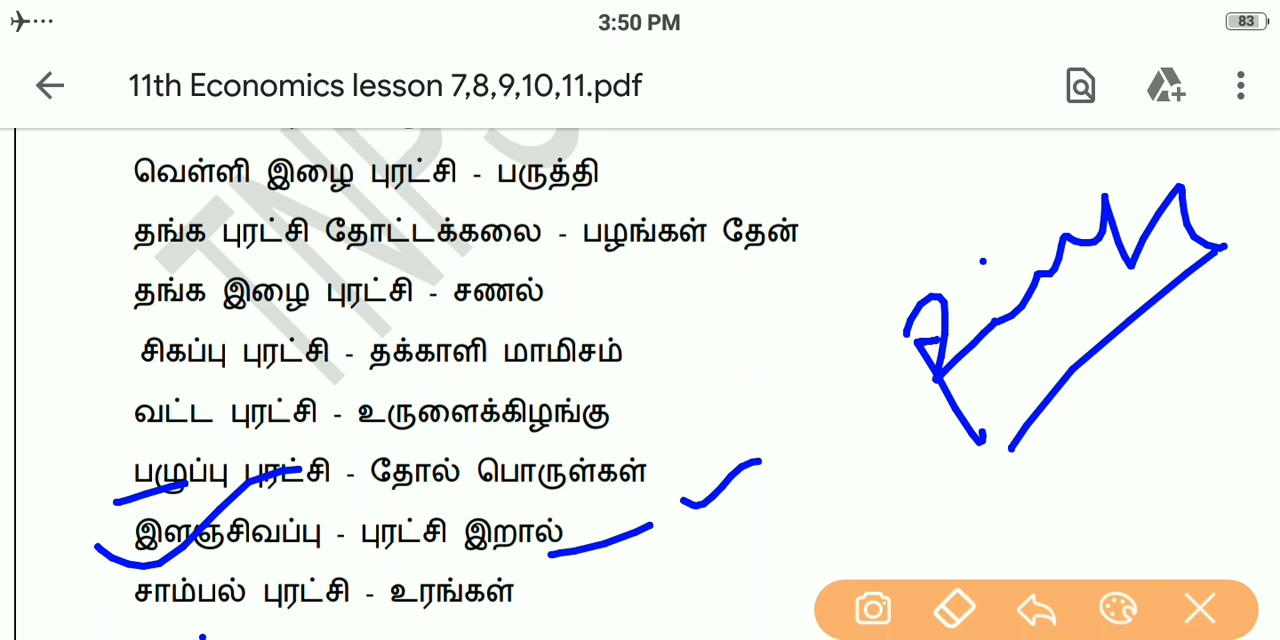 3:50 PM
83
11th Economics lesson 7,8,9,10,11.pdf
வெள்ளி இழை புரட்சி - பருத்தி
தங்க புரட்சி தோட்டக்கலை - பழங்கள் தேன்
தங்க இழை புரட்சி - சணல்
சிகப்பு புரட்சி - தக்காளி மாமிசம்
வட்ட புரட்சி - உருளைக்கிழங்கு
பழுப்பு புரட்சி - தோல் பொருள்கள்
இளஞ்சிவப்பு - புரட்சி இறால்
சாம்பல் புரட்சி - உரங்கள்